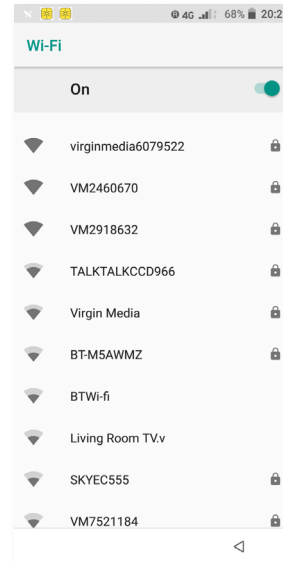 4G 68% 20:2
Wi-Fi
On
virginmedia6079522
VM2460670
VM2918632
TALKTALKCCD966
Virgin Media
BT-M5AWMZ
BTWi-fi
Living Room TV.v
SKYEC555
VM7521184